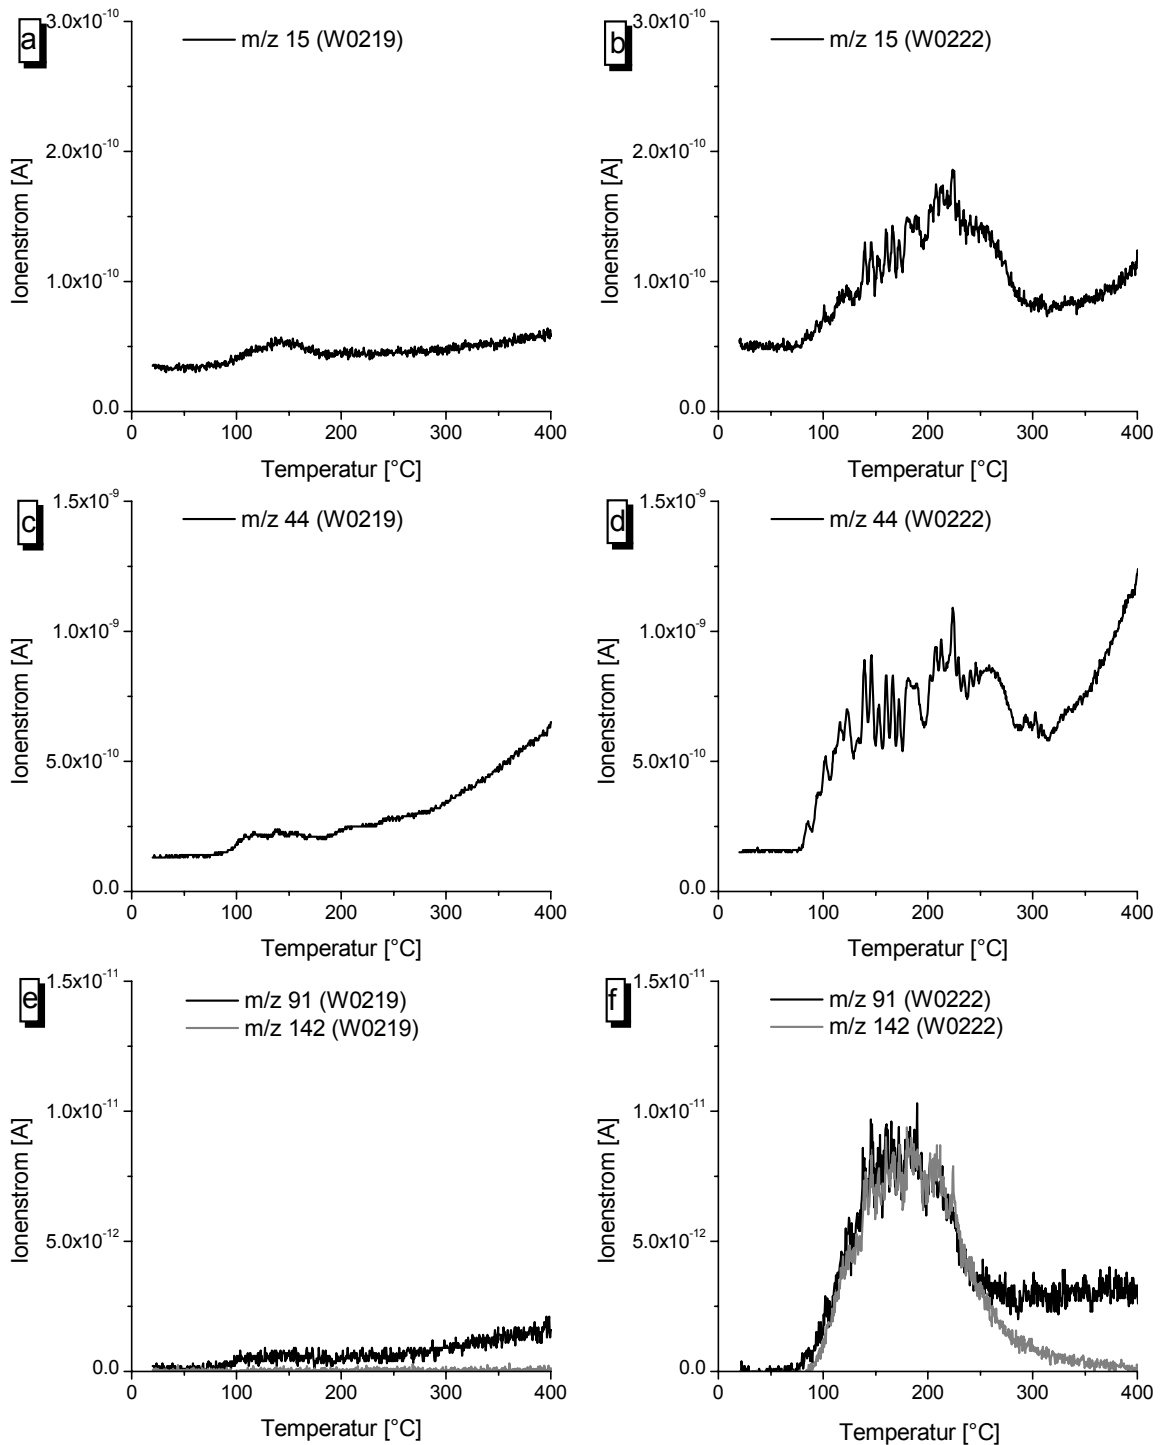 a
3.0x10⁻¹⁰
m/z 15 (W0219)
2.0x10⁻¹⁰
1.0x10⁻¹⁰
0.0
Ionenstrom [A]
0 100 200 300 400
Temperatur [°C]
b
3.0x10⁻¹⁰
m/z 15 (W0222)
2.0x10⁻¹⁰
1.0x10⁻¹⁰
0.0
Ionenstrom [A]
0 100 200 300 400
Temperatur [°C]
c
1.5x10⁻⁹
m/z 44 (W0219)
1.0x10⁻⁹
5.0x10⁻¹⁰
0.0
Ionenstrom [A]
0 100 200 300 400
Temperatur [°C]
d
1.5x10⁻⁹
m/z 44 (W0222)
1.0x10⁻⁹
5.0x10⁻¹⁰
0.0
Ionenstrom [A]
0 100 200 300 400
Temperatur [°C]
e
1.5x10⁻¹¹
m/z 91 (W0219)
m/z 142 (W0219)
1.0x10⁻¹¹
5.0x10⁻¹²
0.0
Ionenstrom [A]
0 100 200 300 400
Temperatur [°C]
f
1.5x10⁻¹¹
m/z 91 (W0222)
m/z 142 (W0222)
1.0x10⁻¹¹
5.0x10⁻¹²
0.0
Ionenstrom [A]
0 100 200 300 400
Temperatur [°C]